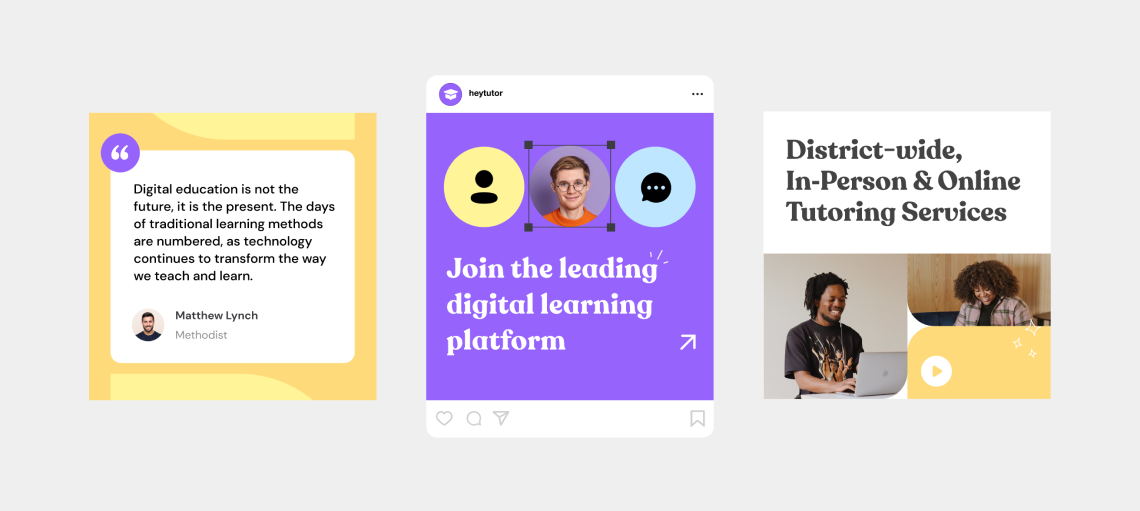 Digital education is not the
future, it is the present. The days
of traditional learning methods
are numbered, as technology
continues to transform the way
we teach and learn.
Matthew Lynch
Methodist
heytutor
Join the leading
digital learning
platform
District-wide,
In-Person & Online
Tutoring Services